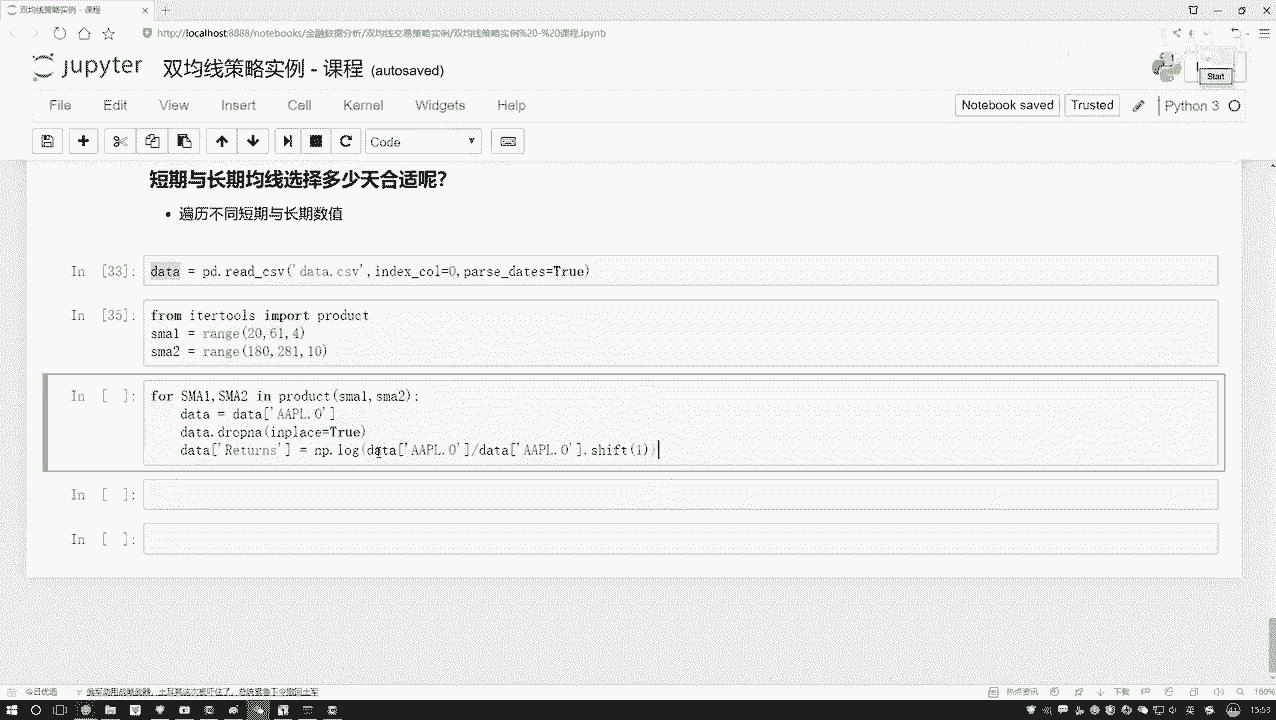 双均线策略实例 - 课程
http://localhost:8888/notebooks/金融数据分析/双均线交易策略实例/双均线策略实例%20-%20课程.ipynb
jupyter 双均线策略实例 - 课程 (autosaved)
Start
File Edit View Insert Cell Kernel Widgets Help
Notebook saved Trusted Python 3
Code
短期与长期均线选择多少天合适呢?
• 遍历不同短期与长期数值
In [33]: data = pd.read_csv('data.csv',index_col=0,parse_dates=True)
In [35]: from itertools import product
sma1 = range(20,61,4)
sma2 = range(180,281,10)
In [ ]: for SMA1,SMA2 in product(sma1,sma2):
data = data['AAPL.O']
data.dropna(inplace=True)
data['Returns'] = np.log(data['AAPL.O']/data['AAPL.O'].shift(1))
In [ ]:
In [ ]:
今日优选
热点资讯 下载 160%
15:53